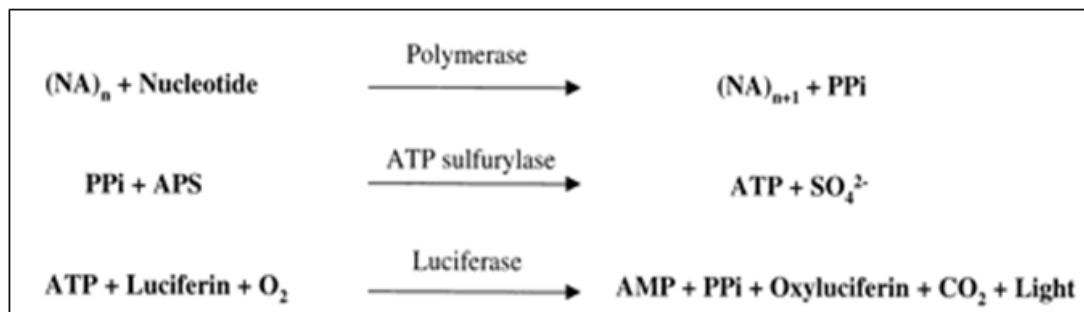 Polymerase
(NA)n + Nucleotide (NA)n+1 + PPi
ATP sulfurylase
PPi + APS ATP + SO₄²⁻
Luciferase
ATP + Luciferin + O₂ AMP + PPi + Oxyluciferin + CO₂ + Light